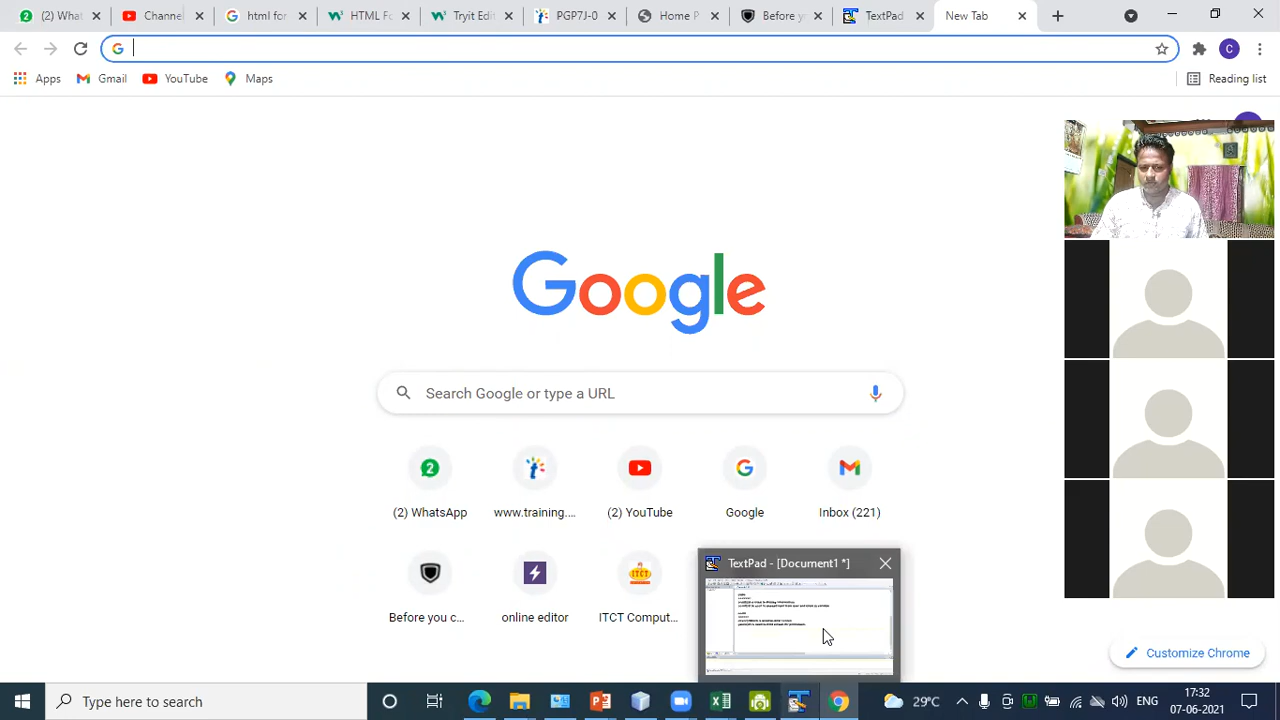 (2) What
Channel
html for
HTML Fo
Tryit Edit
PGP7J-0
Home P
Before y
TextPad
New Tab
C
Apps
Gmail
YouTube
Maps
Reading list
Google
Search Google or type a URL
(2) WhatsApp
www.training....
(2) YouTube
Google
Inbox (221)
Before you c...
online editor
ITCT Comput...
TextPad - [Document1 *]
Customize Chrome
Type here to search
29°C
ENG
17:32
07-06-2021